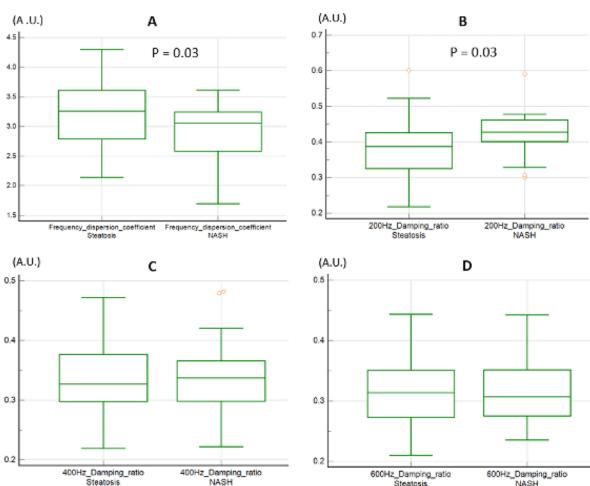 (A .U.) A
P = 0.03
4.5
4.0
3.5
3.0
2.5
2.0
1.5
Frequency_dispersion_coefficient Frequency_dispersion_coefficient
Steatosis NASH
(A.U.) B
P = 0.03
0.7
0.6
0.5
0.4
0.3
0.2
200Hz_Damping_ratio 200Hz_Damping_ratio
Steatosis NASH
(A.U.) C
0.5
0.4
0.3
0.2
400Hz_Damping_ratio 400Hz_Damping_ratio
Steatosis NASH
(A.U.) D
0.5
0.4
0.3
0.2
600Hz_Damping_ratio 600Hz_Damping_ratio
Steatosis NASH